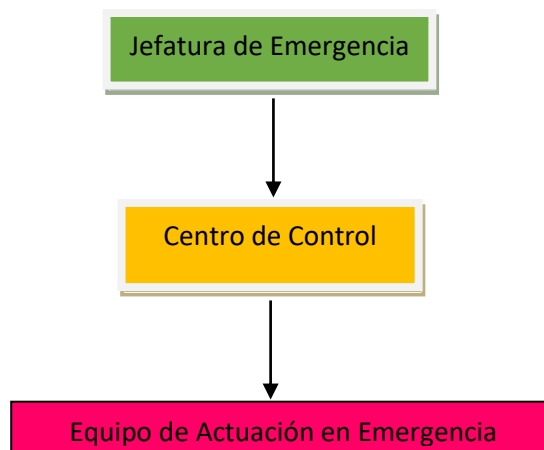 Jefatura de Emergencia
Centro de Control
Equipo de Actuación en Emergencia